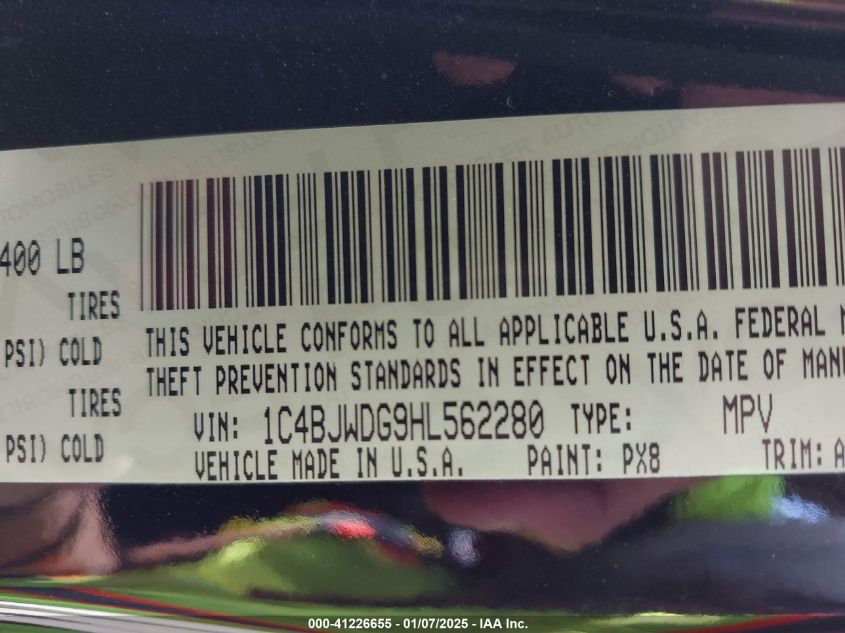 400 LB
TIRES
PSI) COLD
TIRES
PSI) COLD
THIS VEHICLE CONFORMS TO ALL APPLICABLE U.S.A. FEDERAL
THEFT PREVENTION STANDARDS IN EFFECT ON THE DATE OF MANU
VIN: 1C4BJWDG9HL562280 TYPE: MPV
VEHICLE MADE IN U.S.A. PAINT: PX8 TRIM: A
000-41226655 - 01/07/2025 - IAA Inc.